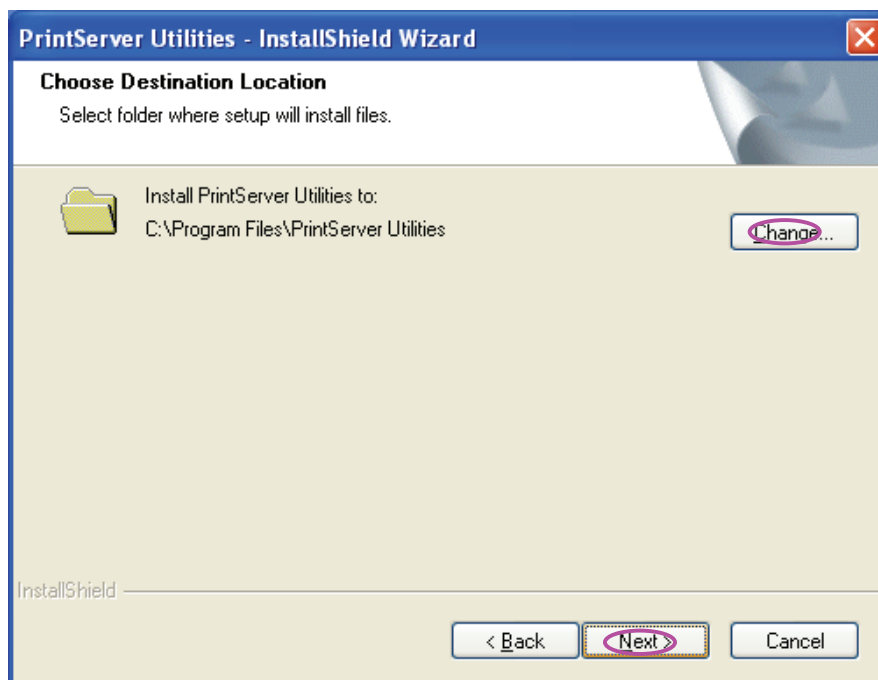 PrintServer Utilities - InstallShield Wizard
Choose Destination Location
Select folder where setup will install files.
Install PrintServer Utilities to:
C:\Program Files\PrintServer Utilities
Change...
InstallShield
< Back Next > Cancel